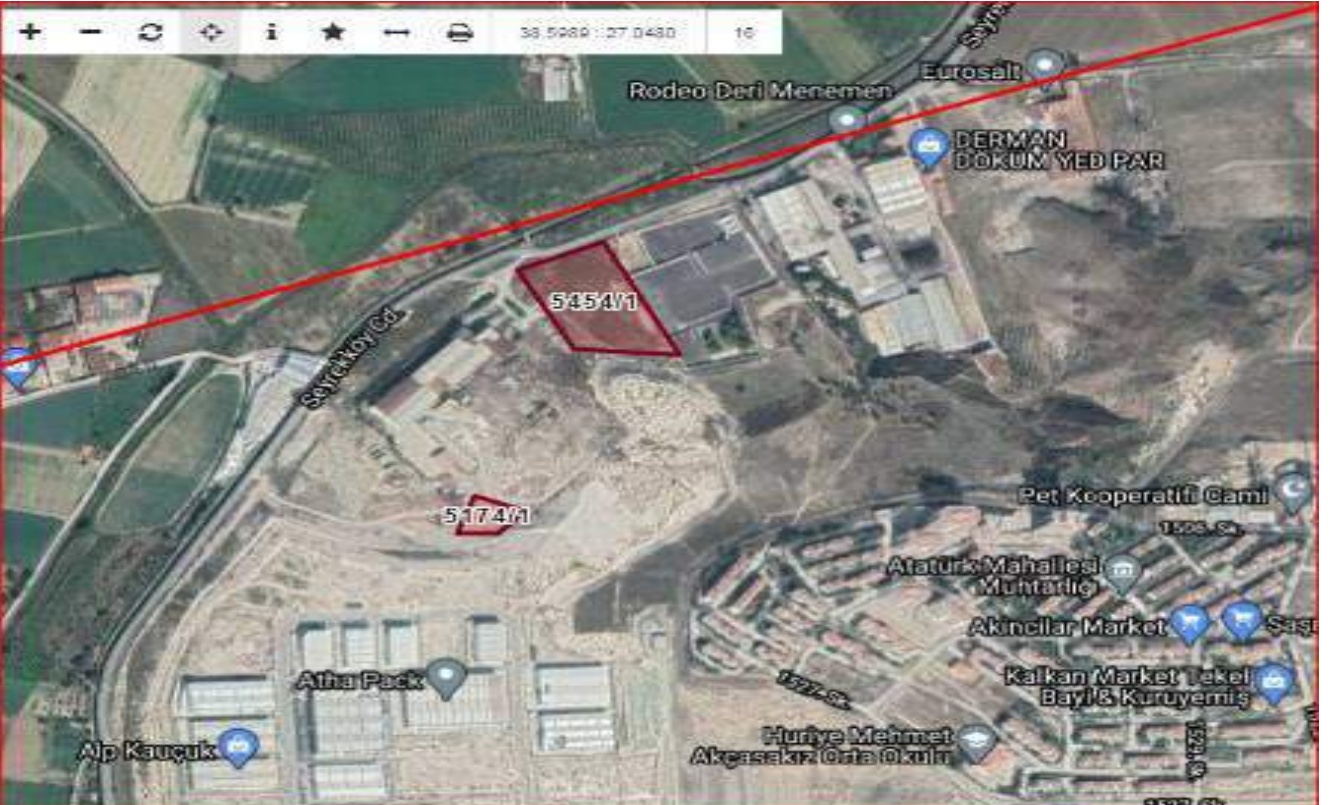 38.5989 : 27.0480
16
Rodeo Deri Menemen
Eurosalt
DERMAN
DÖKÜM YED PAR
5454/1
Seyrekköy Cd.
5174/1
Pet Kooperatifi Cami
1506. Sk.
Atatürk Mahallesi
Muhtarlığı
Akıncılar Market
Atha Pack
1527. Sk.
Kalkan Market Tekel
Bayi & Kuruyemiş
Alp Kauçuk
Huriye Mehmet
Akçasakız Orta Okulu